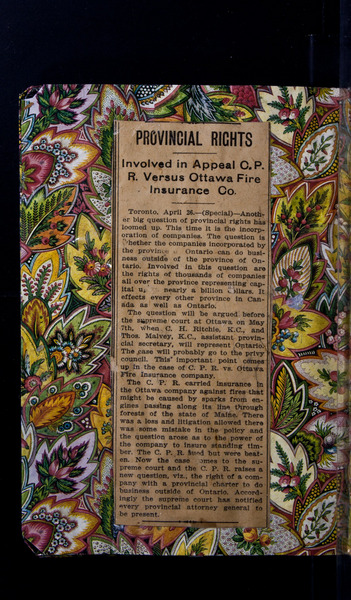 PROVINCIAL RIGHTS
Involved in Appeal C. P.
R. Versus Ottawa Fire
Insurance Co.
Toronto, April 26.—(Special)—Anoth-
er big question of provincial rights has
loomed up. This time it is the incorp-
oration of companies. The question is
whether the companies incorporated by
the province Ontario can do busi-
ness outside of the province of On-
tario. Involved in this question are
the rights of thousands of companies
all over the province representing cap-
ital nearly a billion It
effects every other province in Can-
ada as well as Ontario.
The question will be argued before
the supreme court at Ottawa on May
7th, when C. H. Ritchie, K.C., and
Thos. Mulvey, K.C., assistant, provin-
cial secretary, will represent Ontario.
The case will probably go to the privy
council. This important point comes
up in the case of C. P. R. vs. Ottawa
Fire Insurance company.
The C. P. R. carried insurance in
the Ottawa company against fires that
might be caused by sparks from en-
gines passing along its line through
forests of the state of Maine. There
was a loss and litigation allowed there
was some mistake in the policy and
the question arose as to the power of
the company to insure standing tim-
ber. The C. P. R. sued but were beat-
en. Now the case omes to the su-
preme court and the C. P. R. raises a
new question, viz., the right of a com-
pany with a provincial charter to do
business outside of Ontario. Accord-
ingly the supreme court has notified
every provincial attorney general to
be present.